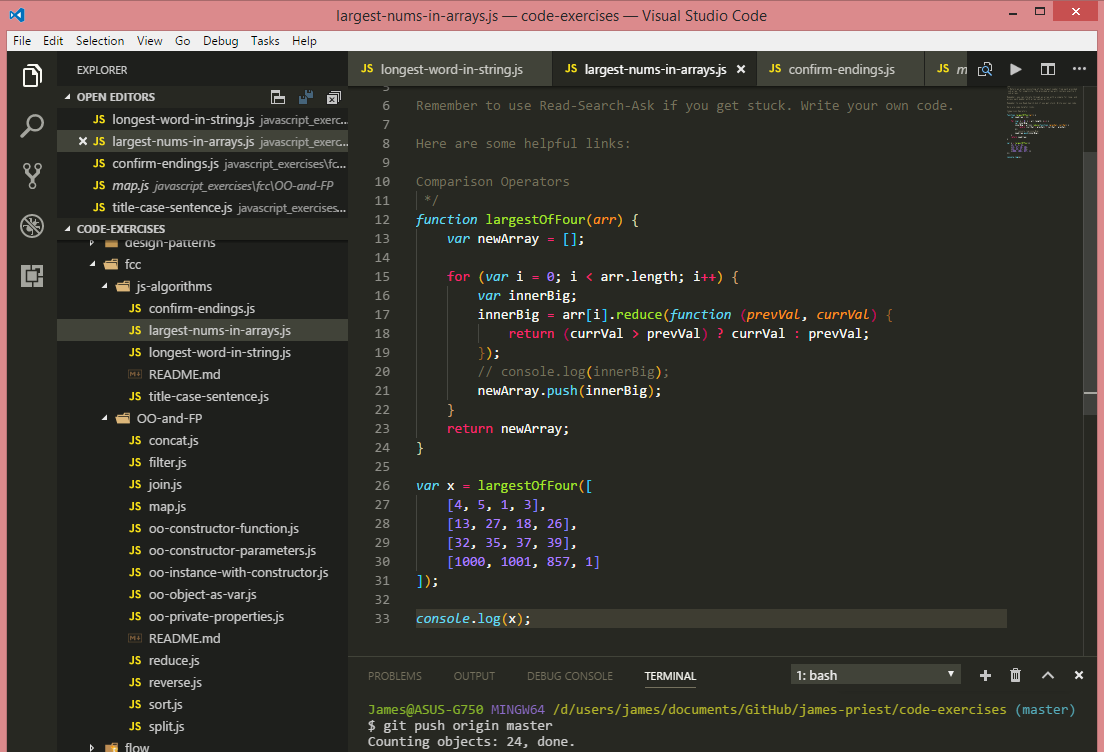 largest-nums-in-arrays.js — code-exercises — Visual Studio Code
File Edit Selection View Go Debug Tasks Help
EXPLORER
OPEN EDITORS
JS longest-word-in-string.js javascript_exerc...
JS largest-nums-in-arrays.js javascript_exerc...
JS confirm-endings.js javascript_exercises\fc...
JS map.js javascript_exercises\fcc\OO-and-FP
JS title-case-sentence.js javascript_exercises...
CODE-EXERCISES
design-patterns
fcc
js-algorithms
JS confirm-endings.js
JS largest-nums-in-arrays.js
JS longest-word-in-string.js
M↓ README.md
JS title-case-sentence.js
OO-and-FP
JS concat.js
JS filter.js
JS join.js
JS map.js
JS oo-constructor-function.js
JS oo-constructor-parameters.js
JS oo-instance-with-constructor.js
JS oo-object-as-var.js
JS oo-private-properties.js
M↓ README.md
JS reduce.js
JS reverse.js
JS sort.js
JS split.js
flow
JS longest-word-in-string.js JS largest-nums-in-arrays.js JS confirm-endings.js JS m
5
6 Remember to use Read-Search-Ask if you get stuck. Write your own code.
7
8 Here are some helpful links:
9
10 Comparison Operators
11 */
12 function largestOfFour(arr) {
13 var newArray = [];
14
15 for (var i = 0; i < arr.length; i++) {
16 var innerBig;
17 innerBig = arr[i].reduce(function (prevVal, currVal) {
18 return (currVal > prevVal) ? currVal : prevVal;
19 });
20 // console.log(innerBig);
21 newArray.push(innerBig);
22 }
23 return newArray;
24 }
25
26 var x = largestOfFour([
27 [4, 5, 1, 3],
28 [13, 27, 18, 26],
29 [32, 35, 37, 39],
30 [1000, 1001, 857, 1]
31 ]);
32
33 console.log(x);
PROBLEMS OUTPUT DEBUG CONSOLE TERMINAL 1: bash
James@ASUS-G750 MINGW64 /d/users/james/documents/GitHub/james-priest/code-exercises (master)
$ git push origin master
Counting objects: 24, done.